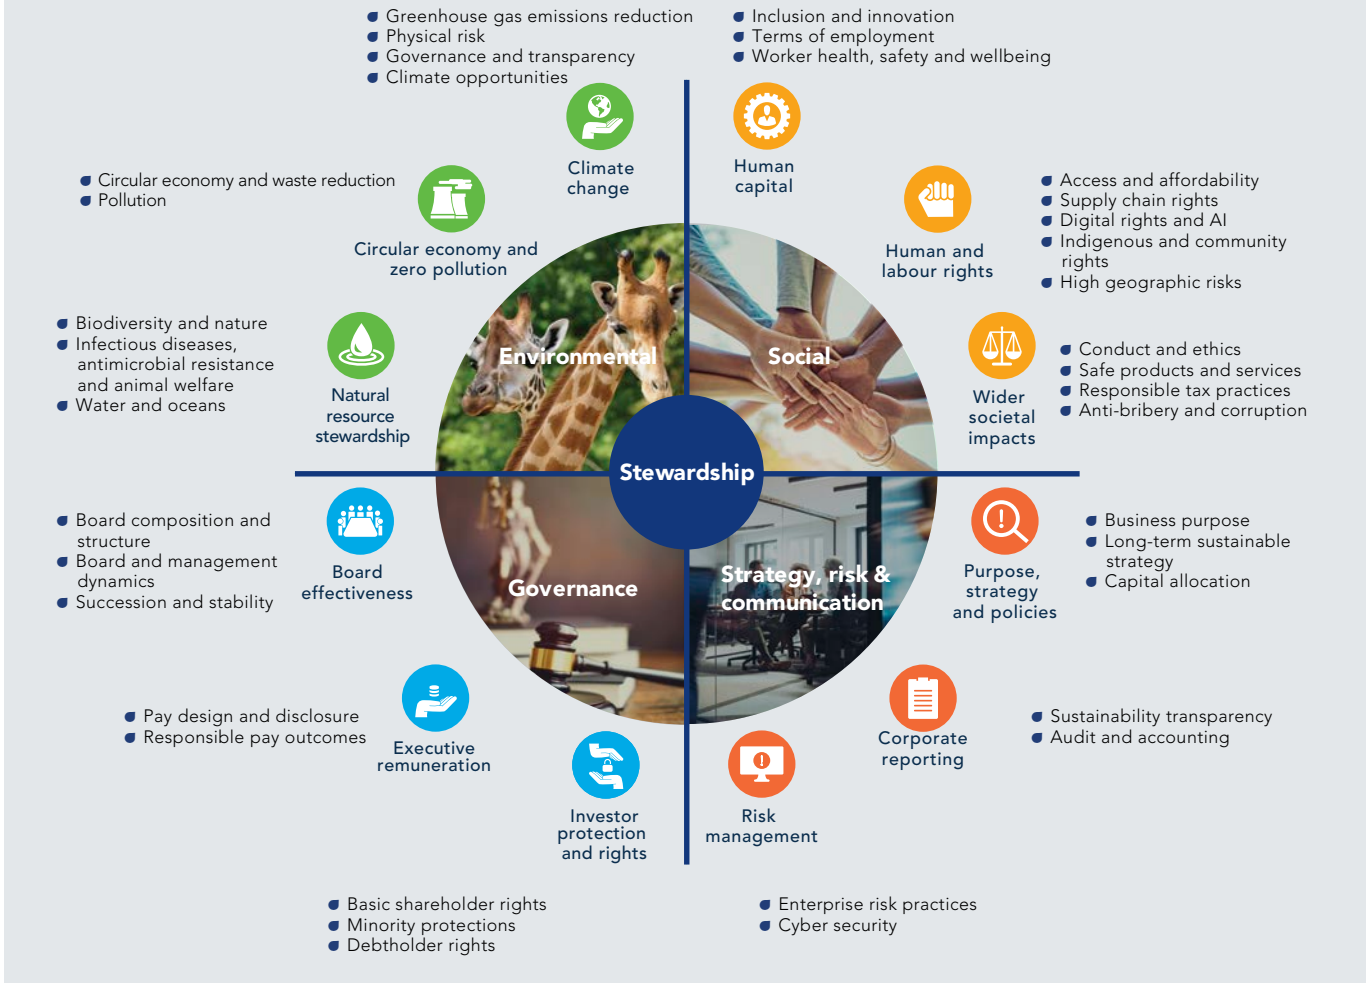 Greenhouse gas emissions reduction
Physical risk
Governance and transparency
Climate opportunities
Climate
change
Inclusion and innovation
Terms of employment
Worker health, safety and wellbeing
Human
capital
Circular economy and waste reduction
Pollution
Circular economy and
zero pollution
Human and
labour rights
Access and affordability
Supply chain rights
Digital rights and AI
Indigenous and community
rights
High geographic risks
Biodiversity and nature
Infectious diseases,
antimicrobial resistance
and animal welfare
Water and oceans
Natural
resource
stewardship
Environmental
Social
Wider
societal
impacts
Conduct and ethics
Safe products and services
Responsible tax practices
Anti-bribery and corruption
Stewardship
Board composition and
structure
Board and management
dynamics
Succession and stability
Board
effectiveness
Governance
Strategy, risk &
communication
Purpose,
strategy
and policies
Business purpose
Long-term sustainable
strategy
Capital allocation
Pay design and disclosure
Responsible pay outcomes
Executive
remuneration
Corporate
reporting
Sustainability transparency
Audit and accounting
Investor
protection
and rights
Risk
management
Basic shareholder rights
Minority protections
Debtholder rights
Enterprise risk practices
Cyber security